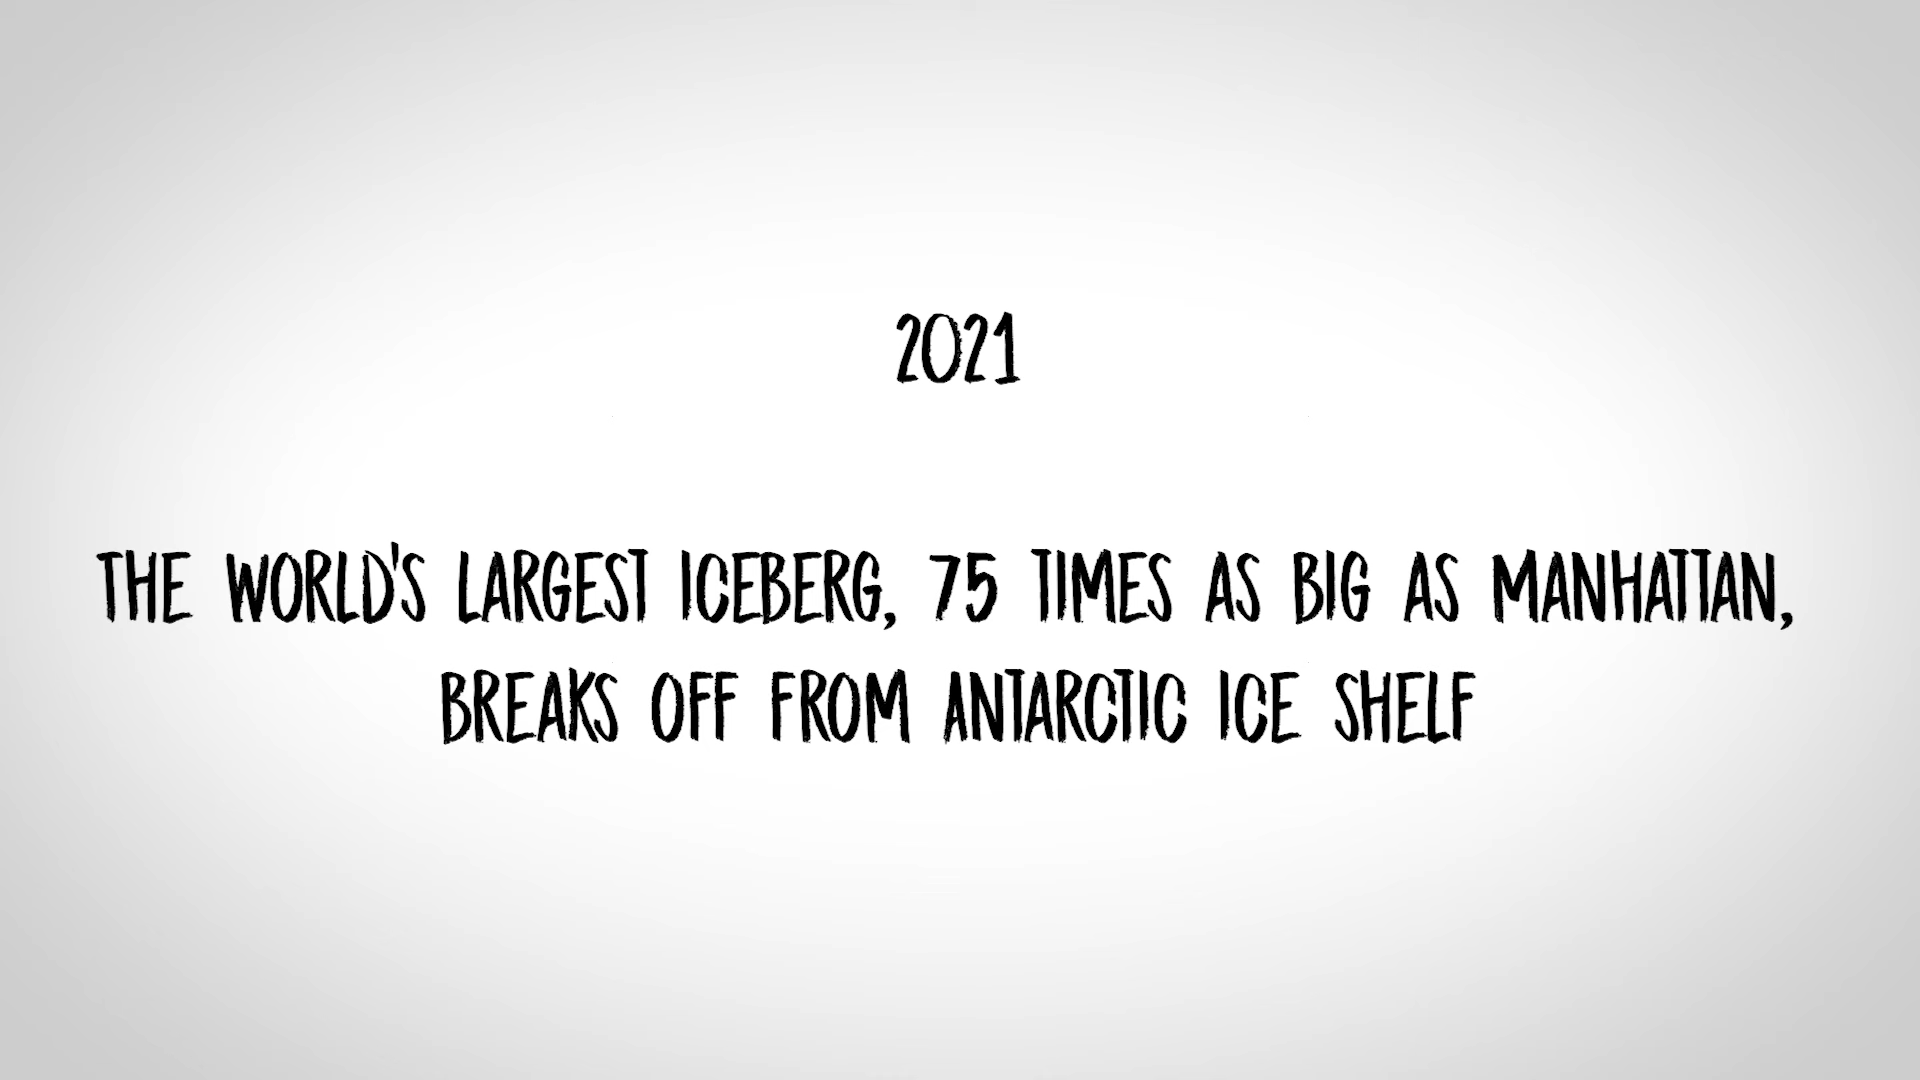 2021
THE WORLD'S LARGEST ICEBERG, 75 TIMES AS BIG AS MANHATTAN,
BREAKS OFF FROM ANTARCTIC ICE SHELF